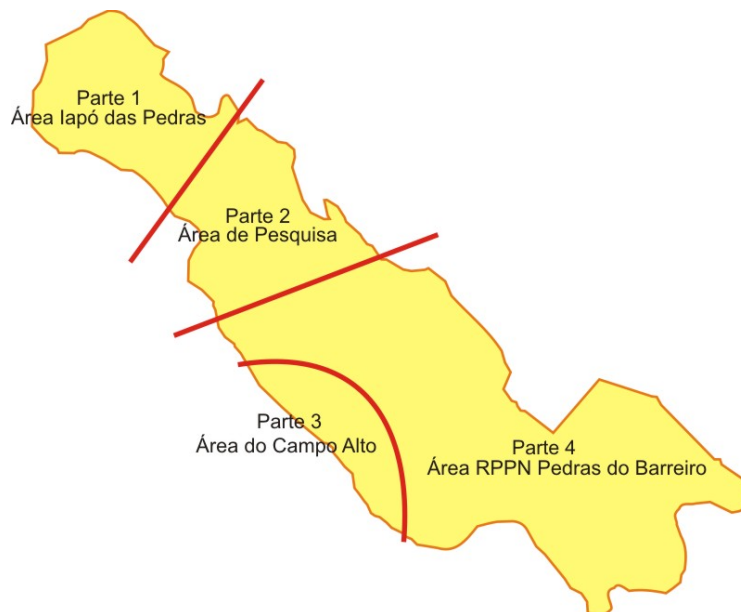 Parte 1
Área Iapó das Pedras
Parte 2
Área de Pesquisa
Parte 3
Área do Campo Alto
Parte 4
Área RPPN Pedras do Barreiro